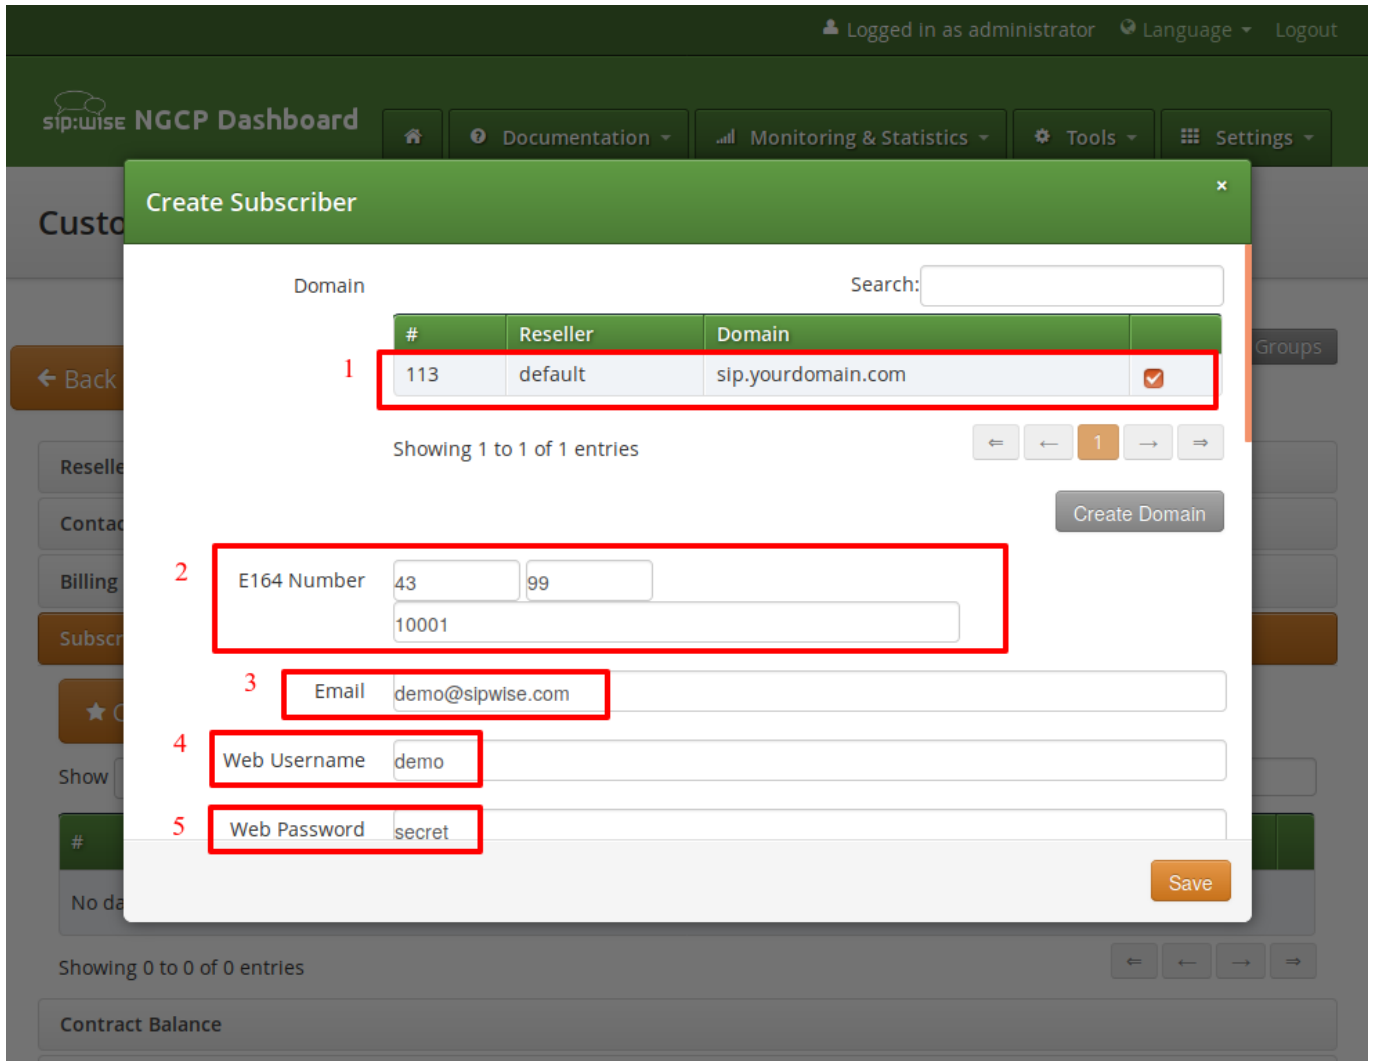 Logged in as administrator Language Logout
sip:wise NGCP Dashboard
Documentation Monitoring & Statistics Tools Settings
Create Subscriber ×
Custo
Domain Search:
# Reseller Domain
1 113 default sip.yourdomain.com
Groups
Back
Showing 1 to 1 of 1 entries ⇐ ← 1 → ⇒
Reselle
Create Domain
Contac
2 E164 Number 43 99
Billing
10001
Subscr
3 Email demo@sipwise.com
4 Web Username demo
Show
5 Web Password secret
#
Save
No da
Showing 0 to 0 of 0 entries ⇐ ← → ⇒
Contract Balance